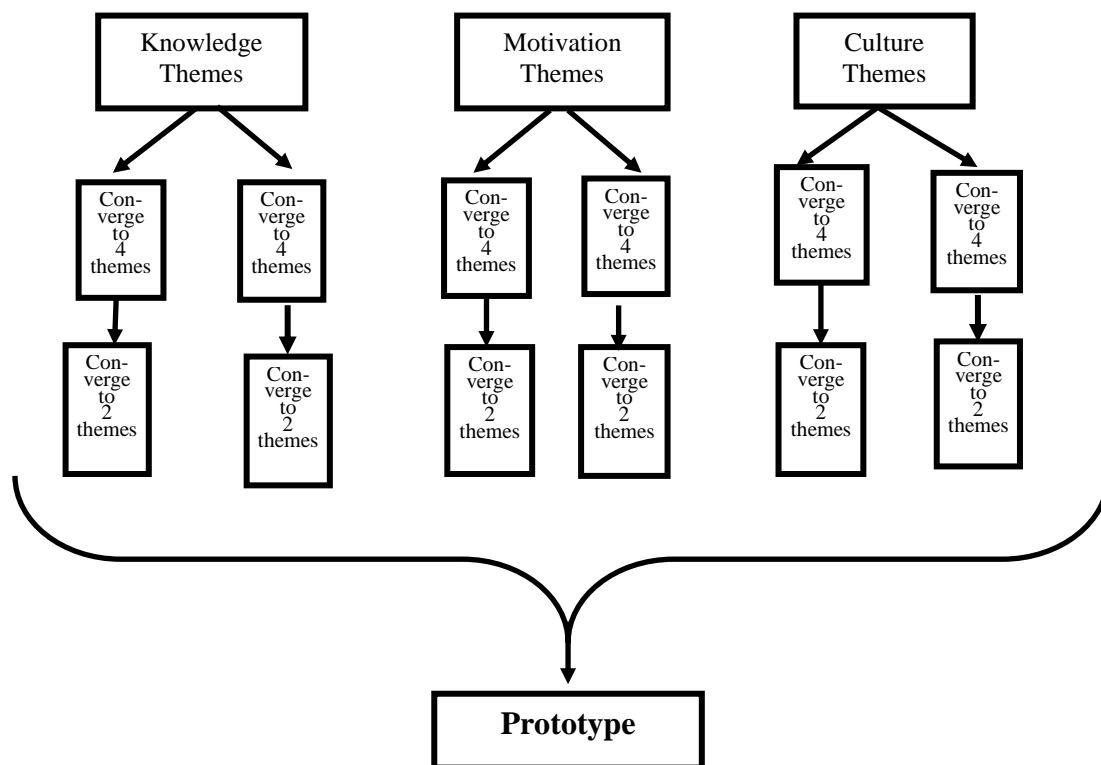 Knowledge
Themes
Motivation
Themes
Culture
Themes
Con-
verge
to
4
themes
Con-
verge
to
4
themes
Con-
verge
to
4
themes
Con-
verge
to
4
themes
Con-
verge
to
4
themes
Con-
verge
to
4
themes
Con-
verge
to
2
themes
Con-
verge
to
2
themes
Con-
verge
to
2
themes
Con-
verge
to
2
themes
Con-
verge
to
2
themes
Con-
verge
to
2
themes
Prototype